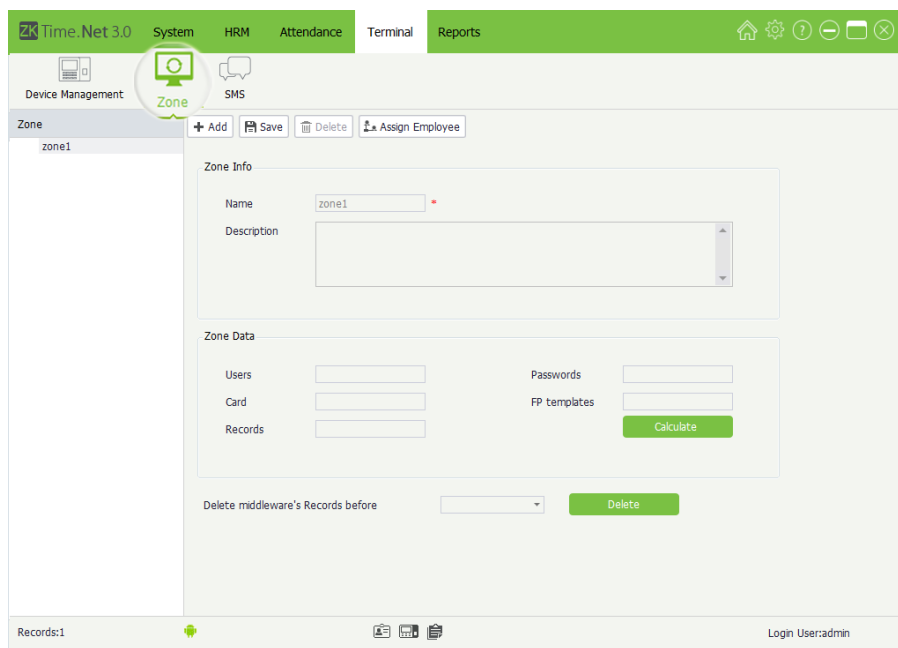 ZK Time.Net 3.0 System HRM Attendance Terminal Reports
Device Management Zone SMS
Zone
zone1
Add Save Delete Assign Employee
Zone Info
Name zone1 *
Description
Zone Data
Users Passwords
Card FP templates
Records Calculate
Delete middleware's Records before Delete
Records:1 Login User:admin